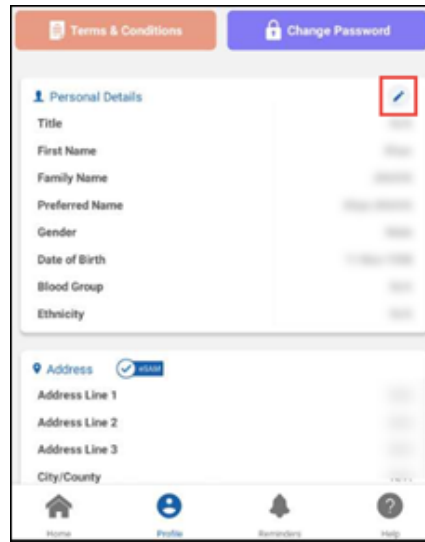 Terms & Conditions
Change Password
Personal Details
Title
First Name
Family Name
Preferred Name
Gender
Date of Birth
Blood Group
Ethnicity
Address eSAM
Address Line 1
Address Line 2
Address Line 3
City/County
Home
Profile
Reminders
Help